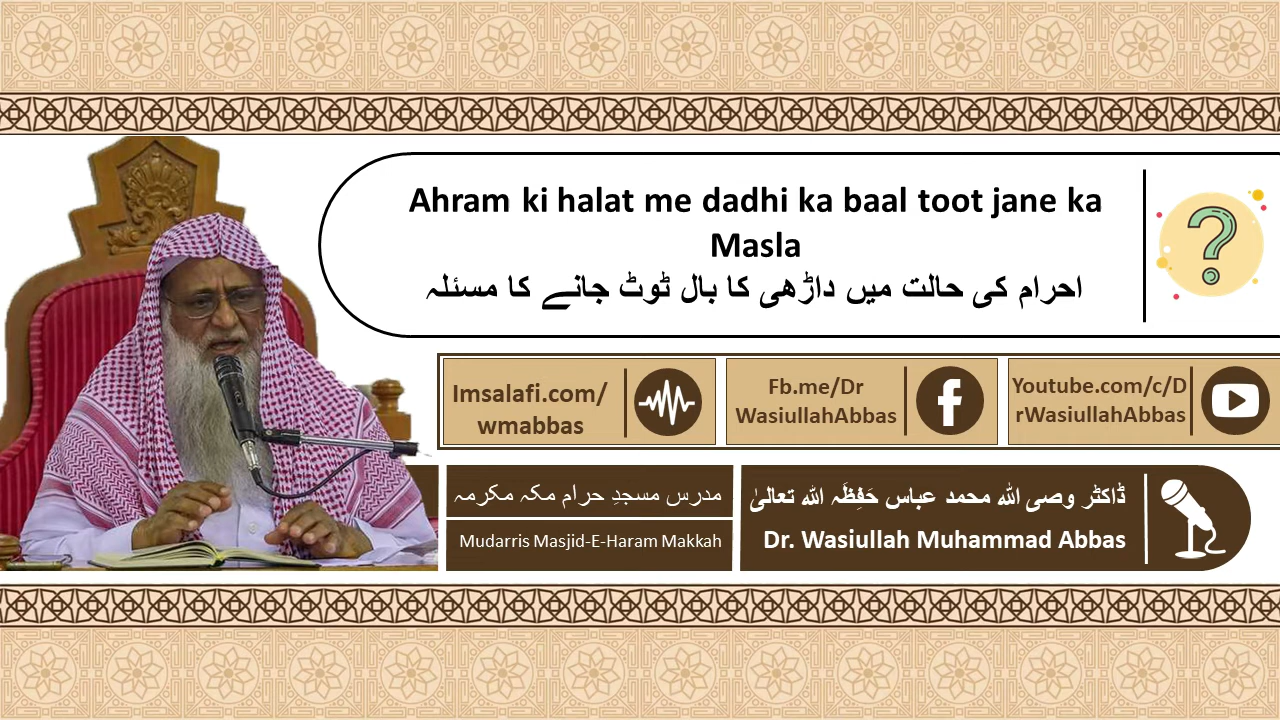 Ahram ki halat me dadhi ka baal toot jane ka
Masla
احرام کی حالت میں داڑھی کا بال ٹوٹ جانے کا مسئلہ
Imsalafi.com/
wmabbas
Fb.me/Dr
WasiullahAbbas
Youtube.com/c/D
rWasiullahAbbas
مدرس مسجدِ حرام مکہ مکرمہ
Mudarris Masjid-E-Haram Makkah
ڈاکٹر وصی اللہ محمد عباس حَفِظَہ اللہ تعالیٰ
Dr. Wasiullah Muhammad Abbas